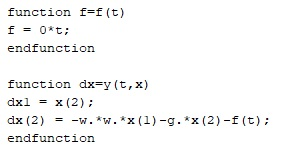 function f=f(t)
f = 0*t;
endfunction
function dx=y(t,x)
dx1 = x(2);
dx(2) = -w.*w.*x(1)-g.*x(2)-f(t);
endfunction